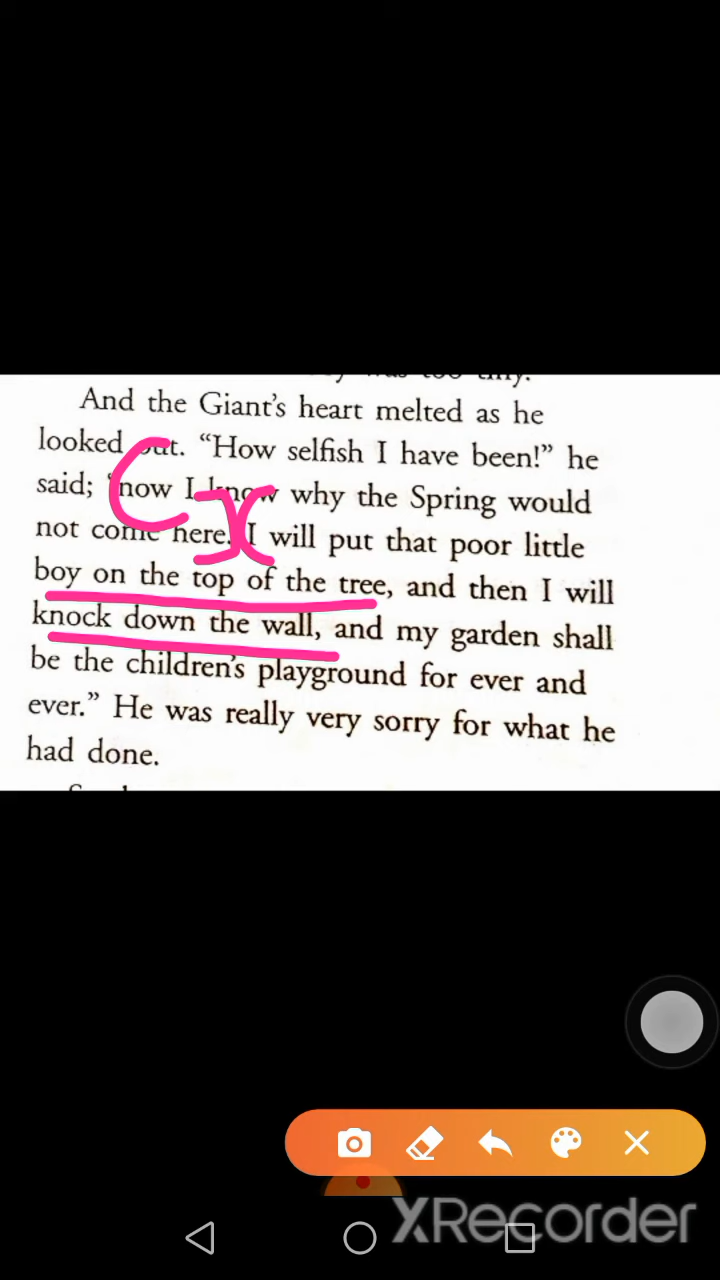 And the Giant's heart melted as he
looked out. “How selfish I have been!” he
said; “now I know why the Spring would
not come here. I will put that poor little
boy on the top of the tree, and then I will
knock down the wall, and my garden shall
be the children's playground for ever and
ever.” He was really very sorry for what he
had done.
XRecorder